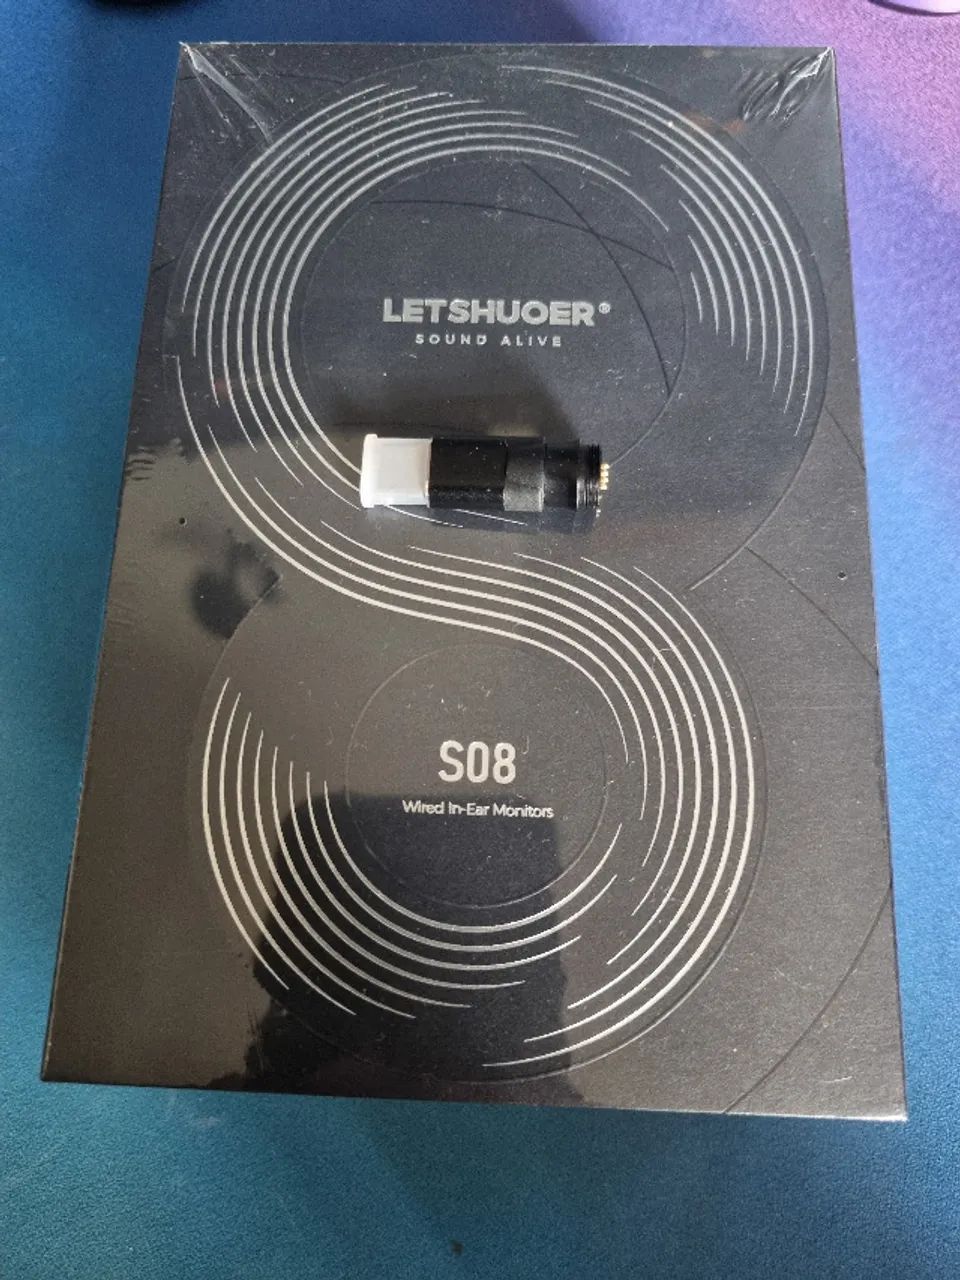 LETSHUOER®
SOUND ALIVE
S08
Wired In-Ear Monitors